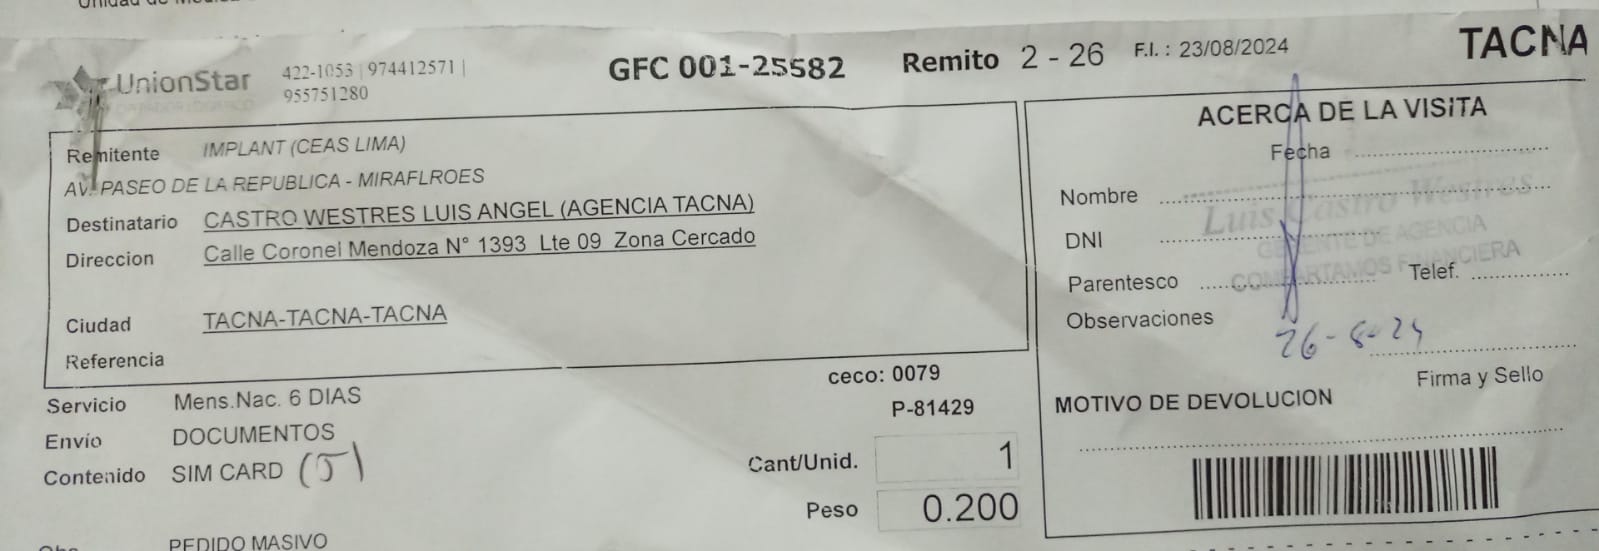 UnionStar
422-1053 | 974412571 |
955751280
GFC 001-25582
Remito 2 - 26
F.I. : 23/08/2024
TACNA
Remitente IMPLANT (CEAS LIMA)
AV. PASEO DE LA REPUBLICA - MIRAFLROES
Destinatario CASTRO WESTRES LUIS ANGEL (AGENCIA TACNA)
Direccion Calle Coronel Mendoza N° 1393 Lte 09 Zona Cercado
Ciudad TACNA-TACNA-TACNA
Referencia
Servicio Mens.Nac. 6 DIAS
Envío DOCUMENTOS
Contenido SIM CARD (5)
PEDIDO MASIVO
ceco: 0079
P-81429
Cant/Unid. 1
Peso 0.200
ACERCA DE LA VISITA
Fecha
Nombre
Luis Castro Westres
DNI
GERENTE DE AGENCIA
Parentesco
COMPARTAMOS FINANCIERA
Telef.
Observaciones
26-8-24
Firma y Sello
MOTIVO DE DEVOLUCION